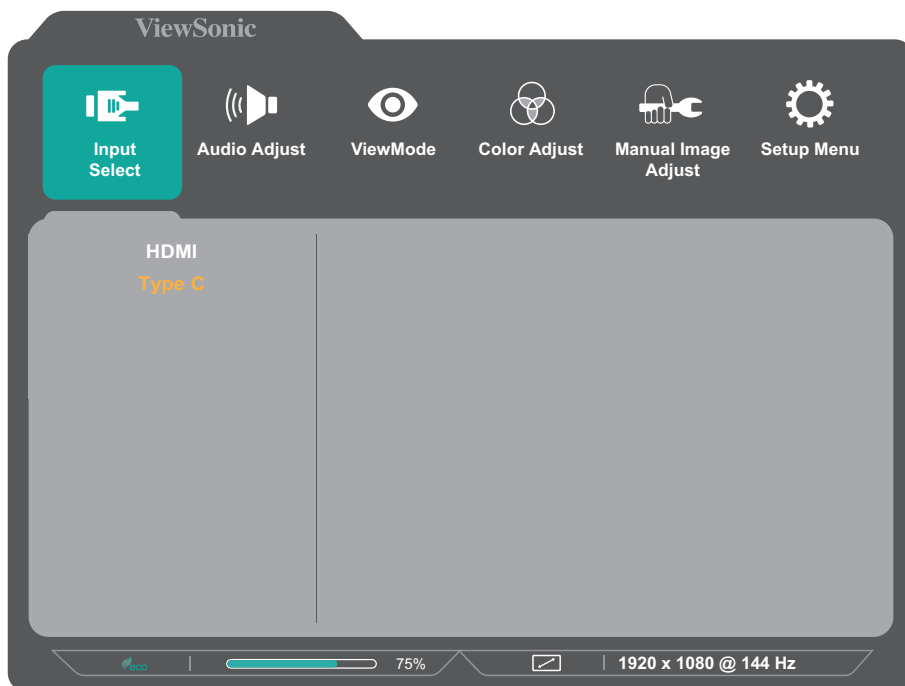 ViewSonic
Input
Select
Audio Adjust
ViewMode
Color Adjust
Manual Image
Adjust
Setup Menu
HDMI
Type C
eco
75%
1920 x 1080 @ 144 Hz